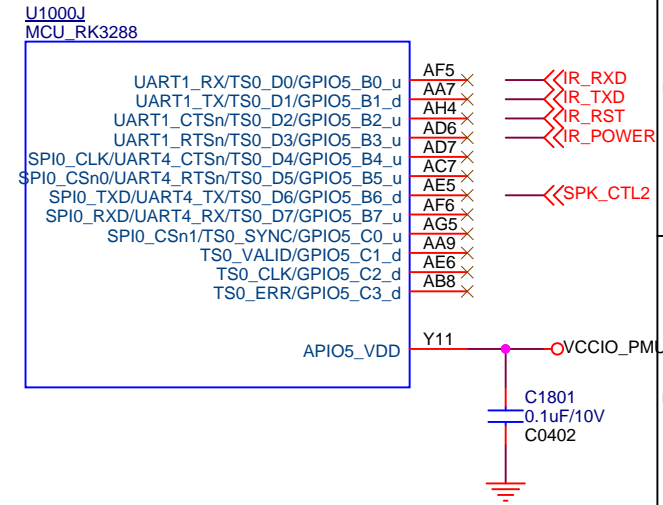 U1000J
MCU_RK3288
UART1_RX/TS0_D0/GPIO5_B0_u AF5 IR_RXD
UART1_TX/TS0_D1/GPIO5_B1_d AA7 IR_TXD
UART1_CTSn/TS0_D2/GPIO5_B2_u AH4 IR_RST
UART1_RTSn/TS0_D3/GPIO5_B3_u AD6 IR_POWER
SPI0_CLK/UART4_CTSn/TS0_D4/GPIO5_B4_u AD7
SPI0_CSn0/UART4_RTSn/TS0_D5/GPIO5_B5_u AC7
SPI0_TXD/UART4_TX/TS0_D6/GPIO5_B6_d AE5 SPK_CTL2
SPI0_RXD/UART4_RX/TS0_D7/GPIO5_B7_u AF6
SPI0_CSn1/TS0_SYNC/GPIO5_C0_u AG5
TS0_VALID/GPIO5_C1_d AA9
TS0_CLK/GPIO5_C2_d AE6
TS0_ERR/GPIO5_C3_d AB8
APIO5_VDD Y11 VCCIO_PMU
C1801
0.1uF/10V
C0402